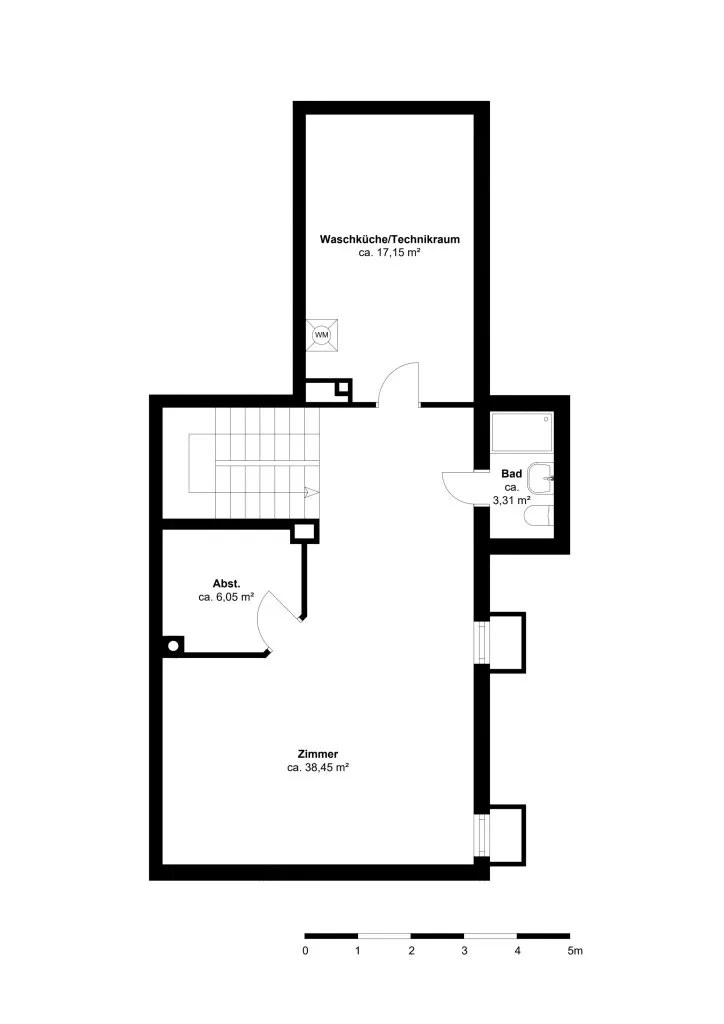 Waschküche/Technikraum
ca. 17,15 m²
WM
Bad
ca.
3,31 m²
Abst.
ca. 6,05 m²
Zimmer
ca. 38,45 m²
0 1 2 3 4 5m